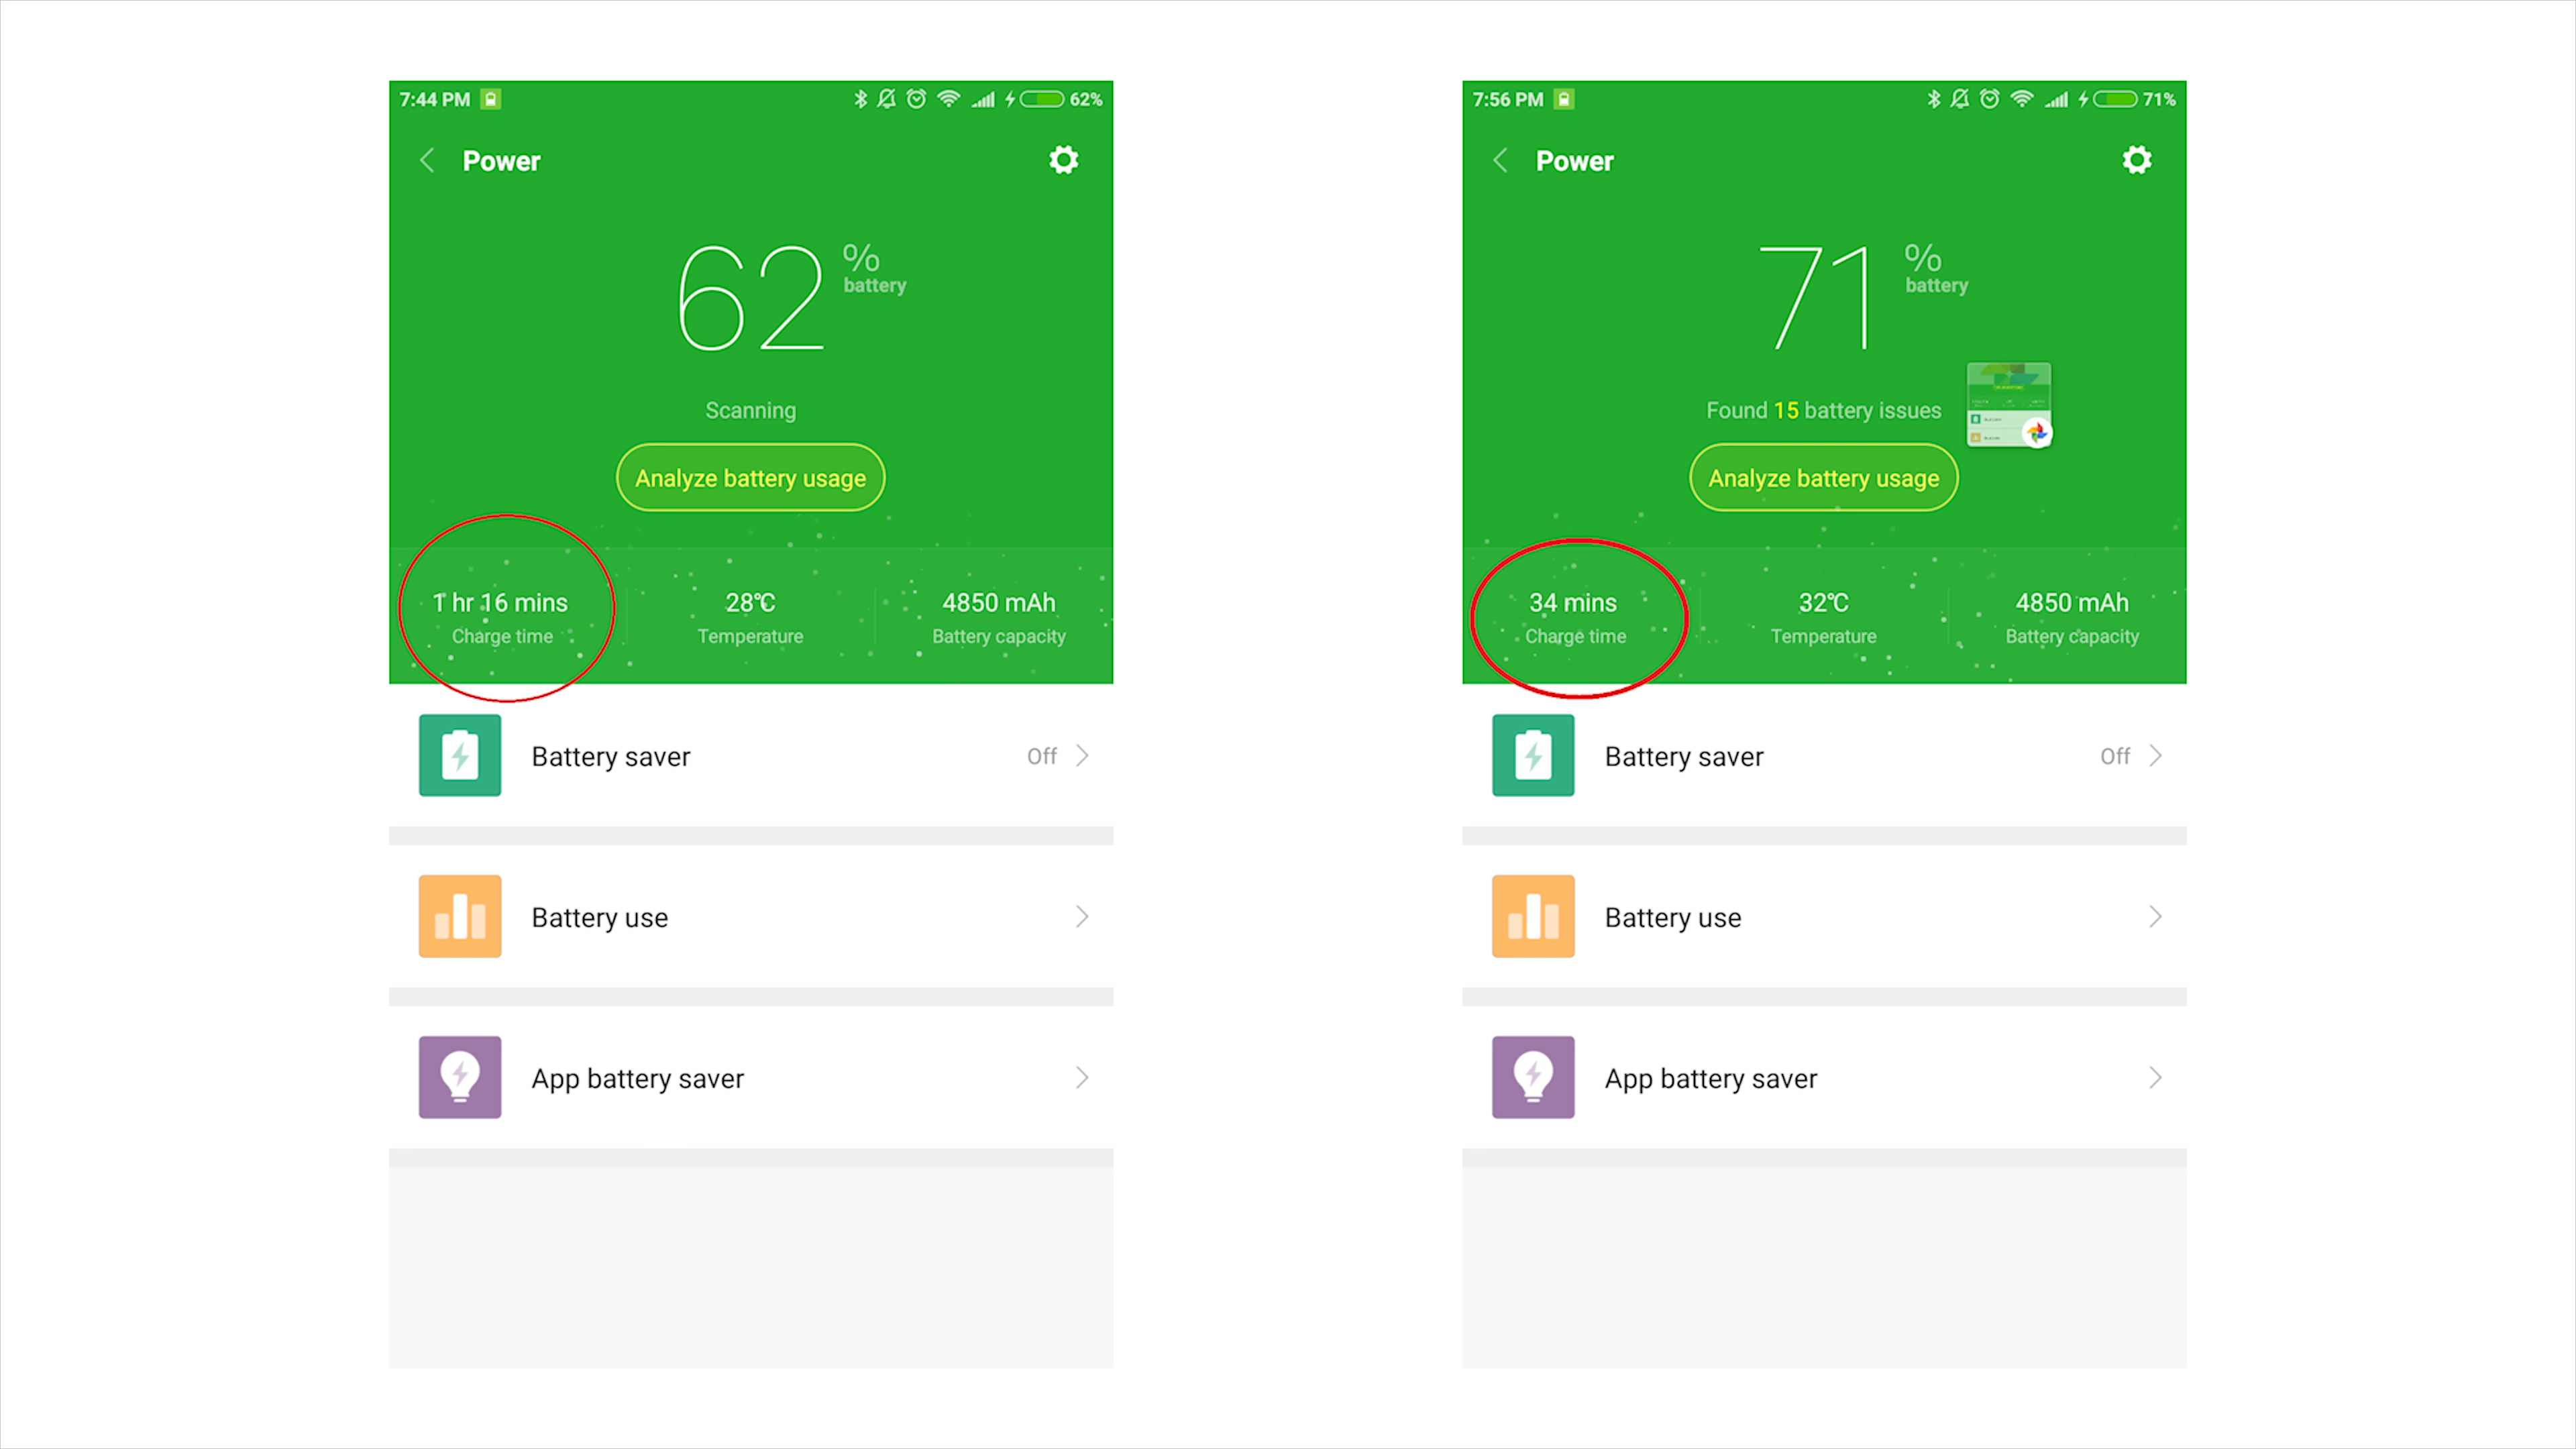 7:44 PM
62%
Power
62
%
battery
Scanning
Analyze battery usage
1 hr 16 mins
Charge time
28℃
Temperature
4850 mAh
Battery capacity
Battery saver
Off
Battery use
App battery saver
7:56 PM
71%
Power
71
%
battery
Found 15 battery issues
Analyze battery usage
34 mins
Charge time
32℃
Temperature
4850 mAh
Battery capacity
Battery saver
Off
Battery use
App battery saver